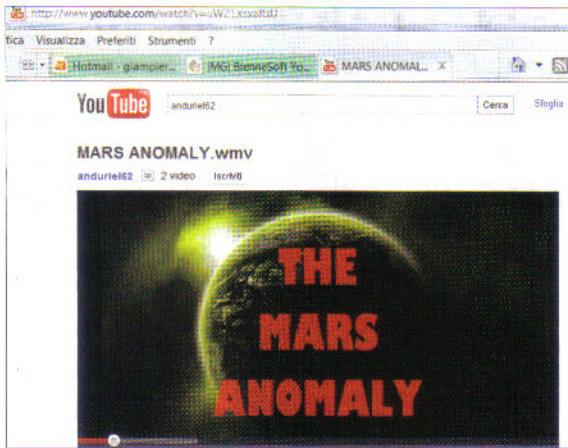 http://www.youtube.com/watch?v=
fica Visualizza Preferiti Strumenti ?
Hotmail - giampier... IMG| BienneSoft Yo... MARS ANOMAL... X
YouTube anduriel62 Cerca Sfoglia
MARS ANOMALY.wmv
anduriel62 2 video Iscriviti
THE
MARS
ANOMALY